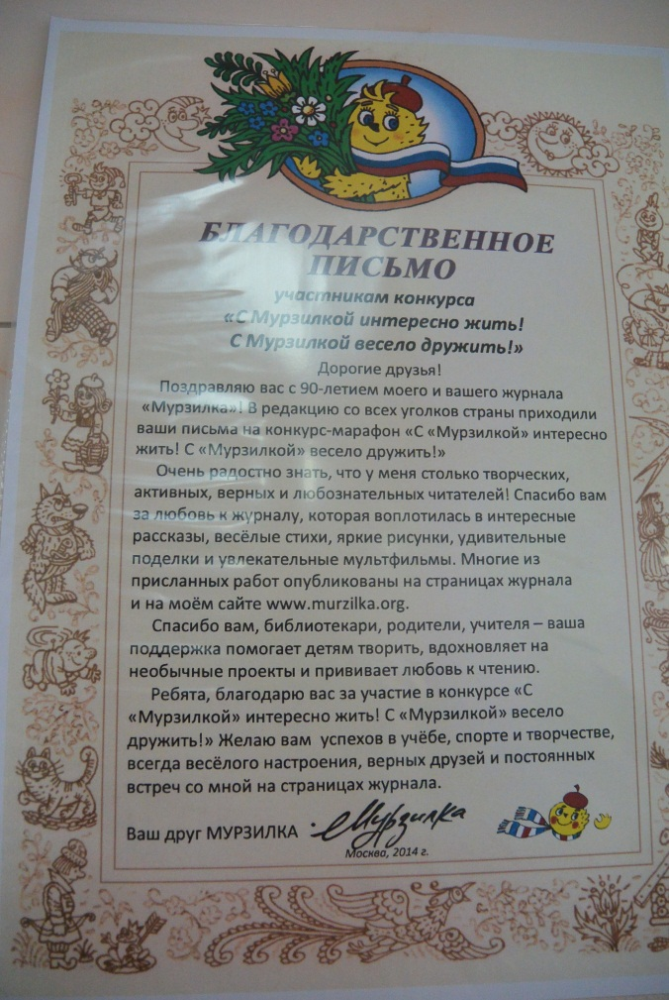 БЛАГОДАРСТВЕННОЕ
ПИСЬМО
участникам конкурса
«С Мурзилкой интересно жить!
С Мурзилкой весело дружить!»
Дорогие друзья!
Поздравляю вас с 90-летием моего и вашего журнала
«Мурзилка»! В редакцию со всех уголков страны приходили
ваши письма на конкурс-марафон «С «Мурзилкой» интересно
жить! С «Мурзилкой» весело дружить!»
Очень радостно знать, что у меня столько творческих,
активных, верных и любознательных читателей! Спасибо вам
за любовь к журналу, которая воплотилась в интересные
рассказы, весёлые стихи, яркие рисунки, удивительные
поделки и увлекательные мультфильмы. Многие из
присланных работ опубликованы на страницах журнала
и на моём сайте www.murzilka.org.
Спасибо вам, библиотекари, родители, учителя – ваша
поддержка помогает детям творить, вдохновляет на
необычные проекты и прививает любовь к чтению.
Ребята, благодарю вас за участие в конкурсе «С
«Мурзилкой» интересно жить! С «Мурзилкой» весело
дружить!» Желаю вам успехов в учёбе, спорте и творчестве,
всегда весёлого настроения, верных друзей и постоянных
встреч со мной на страницах журнала.
Ваш друг МУРЗИЛКА Мурзилка
Москва, 2014 г.